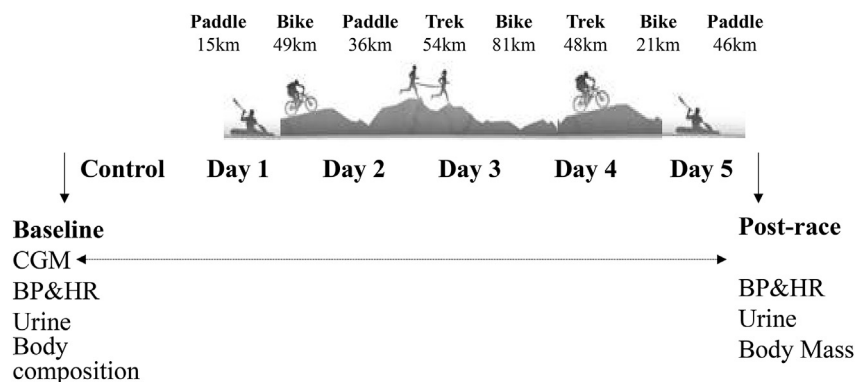 Paddle Bike Paddle Trek Bike Trek Bike Paddle
15km 49km 36km 54km 81km 48km 21km 46km
Control Day 1 Day 2 Day 3 Day 4 Day 5
Baseline
CGM
BP&HR
Urine
Body
composition
Post-race
BP&HR
Urine
Body Mass